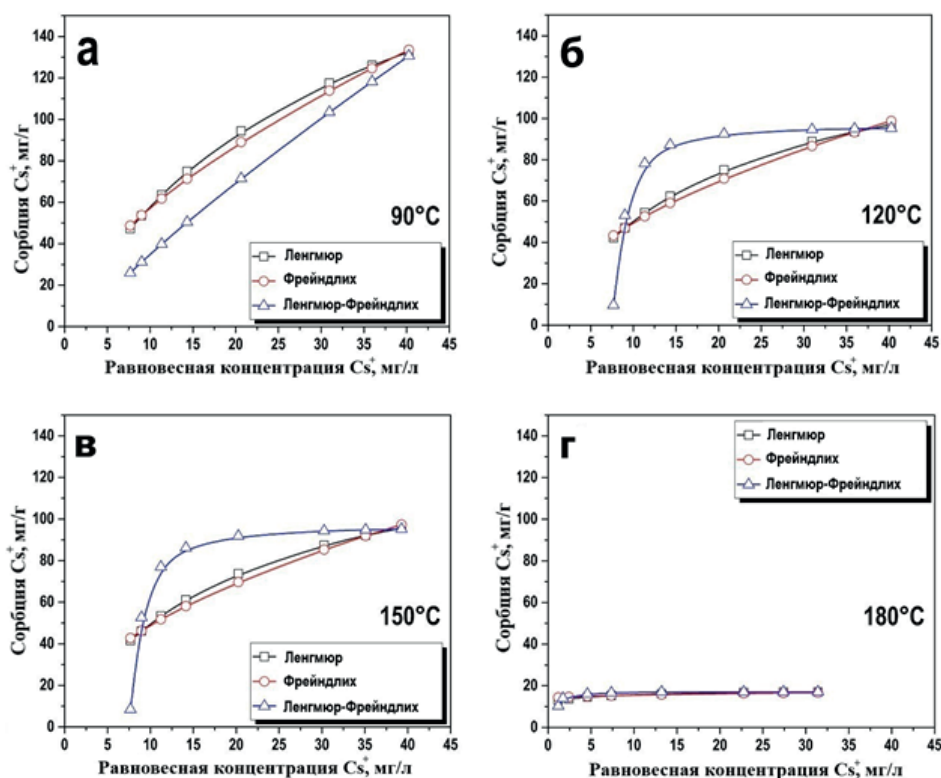 а
140
120
100
80
60
40
20
0
Сорбция Cs⁺, мг/г
90°C
Ленгмюр
Фрейндлих
Ленгмюр-Фрейндлих
0 5 10 15 20 25 30 35 40 45
Равновесная концентрация Cs⁺, мг/л
б
140
120
100
80
60
40
20
0
Сорбция Cs⁺, мг/г
120°C
Ленгмюр
Фрейндлих
Ленгмюр-Фрейндлих
0 5 10 15 20 25 30 35 40 45
Равновесная концентрация Cs⁺, мг/л
в
140
120
100
80
60
40
20
0
Сорбция Cs⁺, мг/г
150°C
Ленгмюр
Фрейндлих
Ленгмюр-Фрейндлих
0 5 10 15 20 25 30 35 40 45
Равновесная концентрация Cs⁺, мг/л
г
140
120
100
80
60
40
20
0
Сорбция Cs⁺, мг/г
Ленгмюр
Фрейндлих
Ленгмюр-Фрейндлих
180°C
0 5 10 15 20 25 30 35 40 45
Равновесная концентрация Cs⁺, мг/л